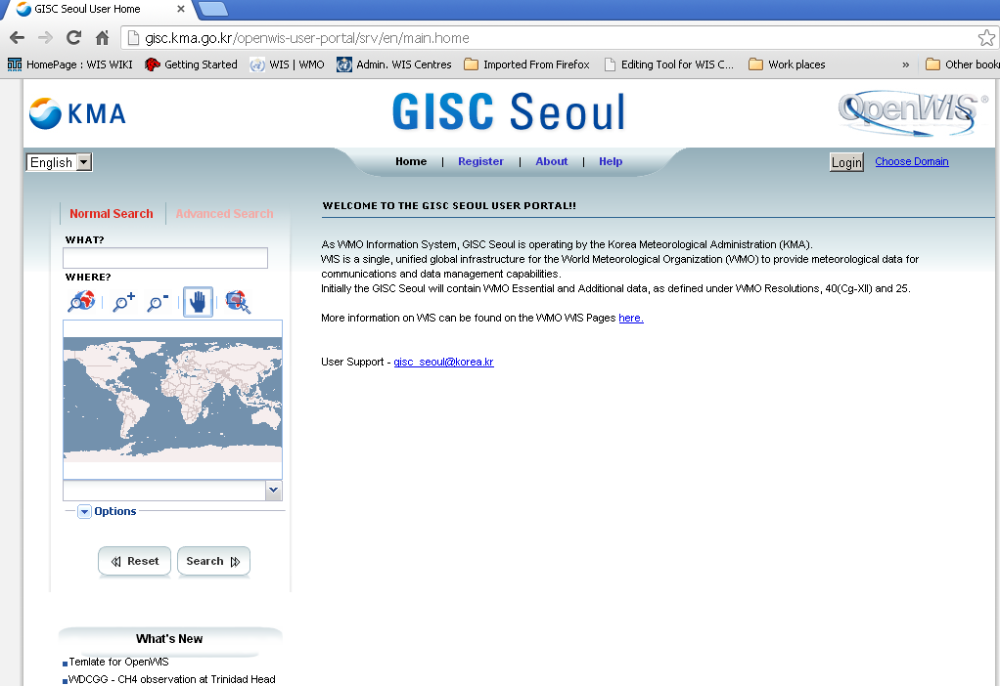 GISC Seoul User Home
gisc.kma.go.kr/openwis-user-portal/srv/en/main.home
HomePage : WIS WIKI Getting Started WIS | WMO Admin. WIS Centres Imported From Firefox Editing Tool for WIS C... Work places » Other book
KMA GISC Seoul OpenWIS®
English Home | Register | About | Help Login Choose Domain
Normal Search Advanced Search
WHAT?
WHERE?
Options
Reset Search
What's New
Temlate for OpenWIS
WDCGG - CH4 observation at Trinidad Head
WELCOME TO THE GISC SEOUL USER PORTAL!!
As WMO Information System, GISC Seoul is operating by the Korea Meteorological Administration (KMA).
WIS is a single, unified global infrastructure for the World Meteorological Organization (WMO) to provide meteorological data for
communications and data management capabilities.
Initially the GISC Seoul will contain WMO Essential and Additional data, as defined under WMO Resolutions, 40(Cg-XII) and 25.
More information on WIS can be found on the WMO WIS Pages here.
User Support - gisc_seoul@korea.kr